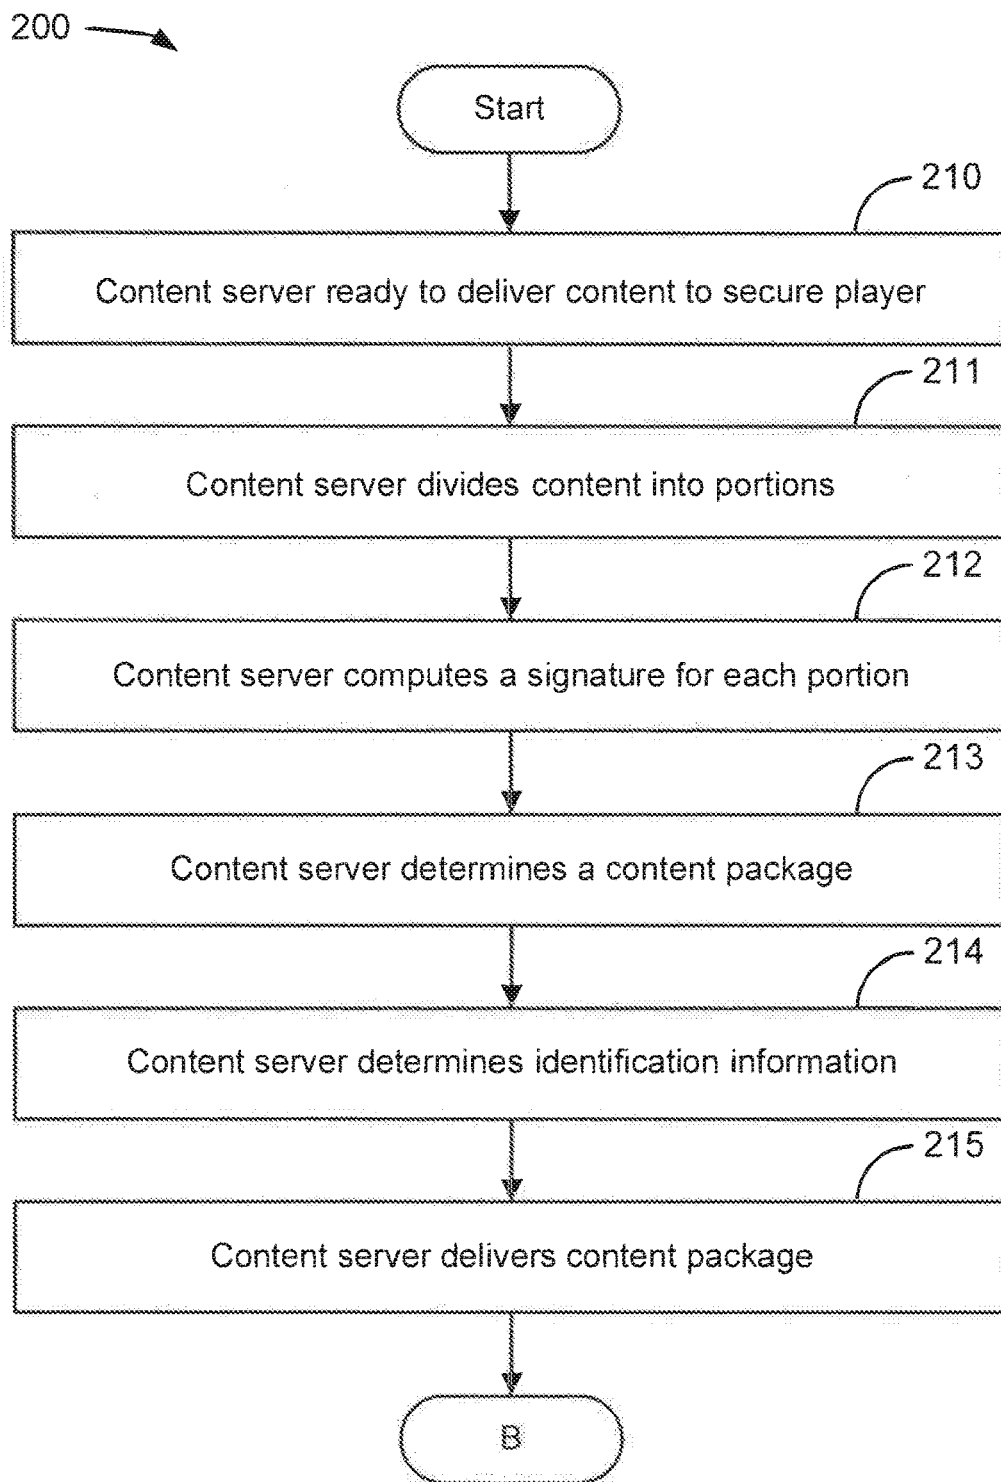 200
Start
210
Content server ready to deliver content to secure player
211
Content server divides content into portions
212
Content server computes a signature for each portion
213
Content server determines a content package
214
Content server determines identification information
215
Content server delivers content package
B